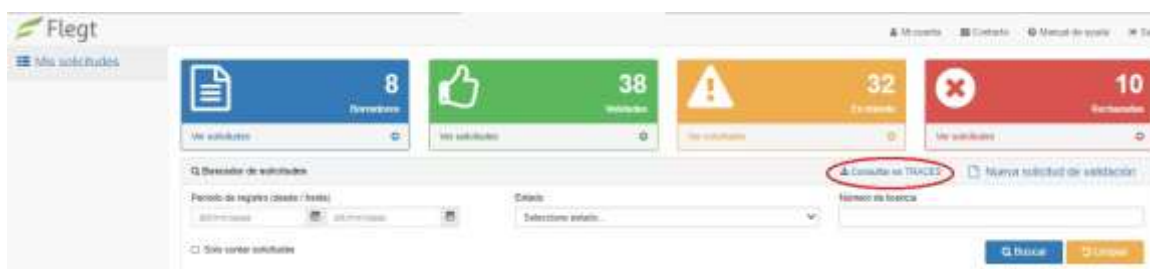 Flegt
Mi cuenta Contacto Manual de ayuda
Mis solicitudes
8
Borradores
Ver solicitudes
38
Validadas
Ver solicitudes
32
Ver solicitudes
10
Rechazadas
Ver solicitudes
Buscador de solicitudes
Consultar en TRACES
Nueva solicitud de validación
Periodo de registro (desde / hasta)
Estado
Número de licencia
Seleccione estado...
Solo contar solicitudes
Buscar
Limpiar